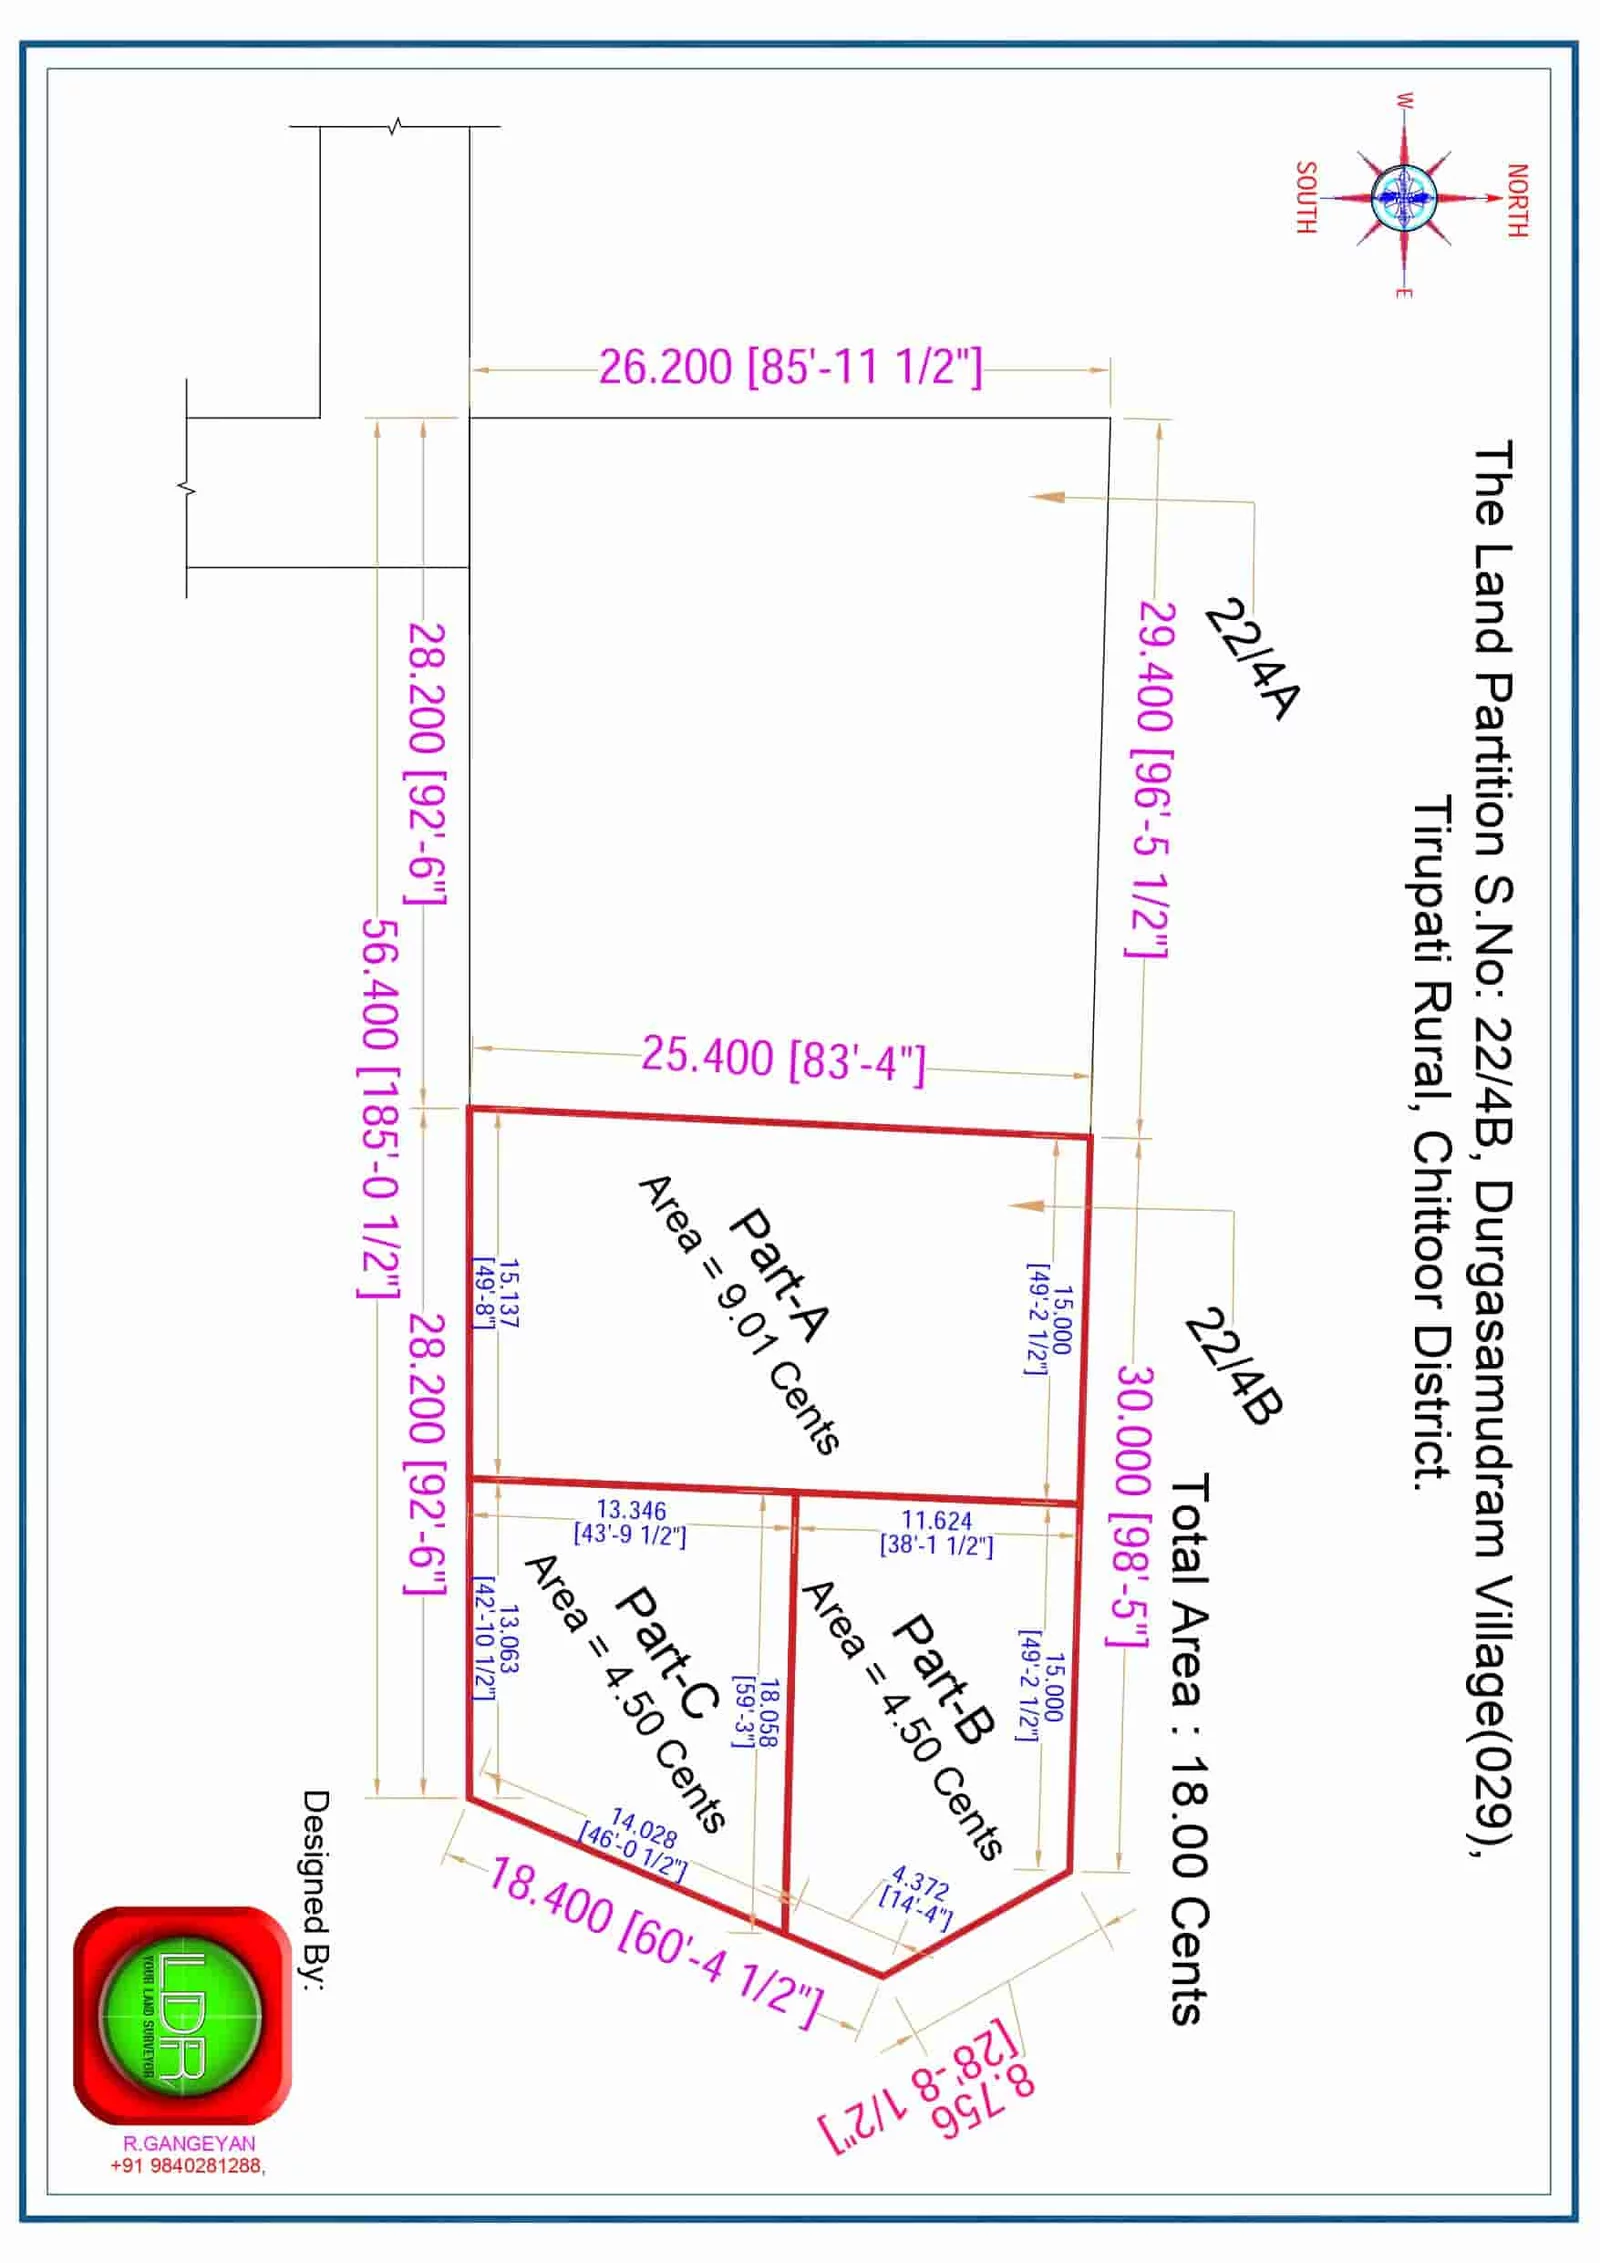 The Land Partition S.No: 22/4B, Durgasamudram Village(029),
Tirupati Rural, Chittoor District.
W
NORTH
SOUTH
E
22/4A
29.400 [96'-5 1/2"]
26.200 [85'-11 1/2"]
25.400 [83'-4"]
28.200 [92'-6"]
56.400 [185'-0 1/2"]
28.200 [92'-6"]
22/4B
30.000 [98'-5"]
Total Area : 18.00 Cents
Part-A
Area = 9.01 Cents
15.000
[49'-2 1/2"]
15.137
[49'-8"]
13.346
[43'-9 1/2"]
11.624
[38'-1 1/2"]
Part-B
Area = 4.50 Cents
15.000
[49'-2 1/2"]
18.058
[59'-3"]
Part-C
Area = 4.50 Cents
13.063
[42'-10 1/2"]
14.028
[46'-0 1/2"]
4.372
[14'-4"]
18.400 [60'-4 1/2"]
8.756
[28'-8 1/2"]
Designed By:
LDR
YOUR LAND SURVEYOR
R.GANGEYAN
+91 9840281288,